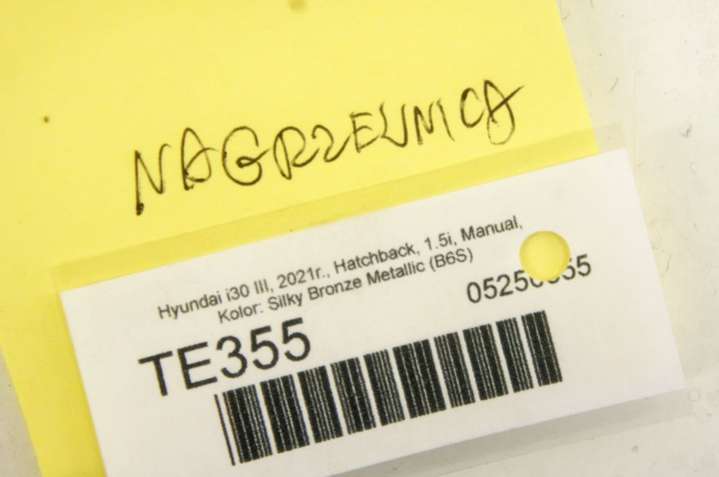 NAGRZEWNICA
Hyundai i30 III, 2021r., Hatchback, 1.5i, Manual,
Kolor: Silky Bronze Metallic (B6S)
TE355